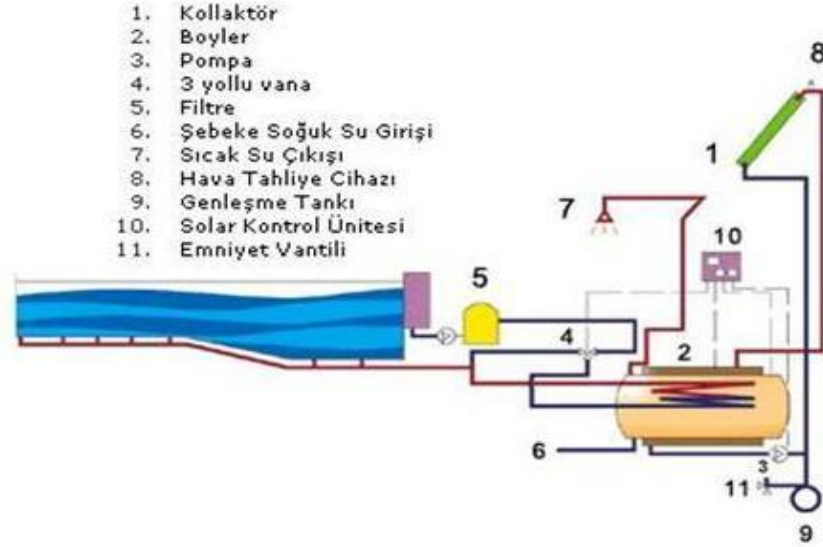 1. Kollaktör
2. Boyler
3. Pompa
4. 3 yollu vana
5. Filtre
6. Şebeke Soğuk Su Girişi
7. Sıcak Su Çıkışı
8. Hava Tahliye Cihazı
9. Genleşme Tankı
10. Solar Kontrol Ünitesi
11. Emniyet Vantili
8
1
7
10
5
4
2
6
3
11
9